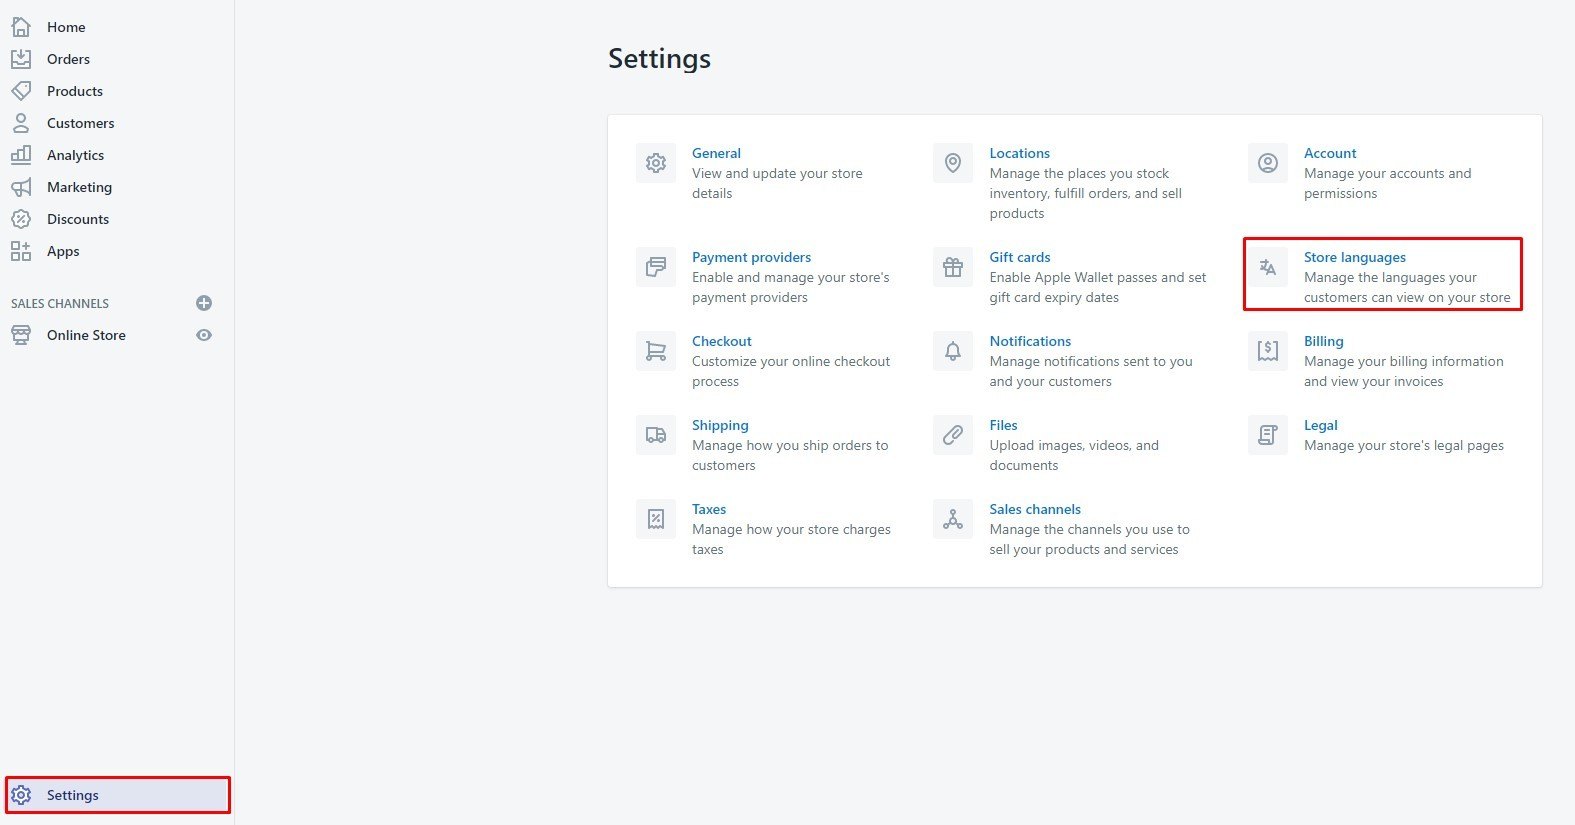 Home
Orders
Products
Customers
Analytics
Marketing
Discounts
Apps
SALES CHANNELS
Online Store
Settings
Settings
General
View and update your store
details
Locations
Manage the places you stock
inventory, fulfill orders, and sell
products
Account
Manage your accounts and
permissions
Payment providers
Enable and manage your store's
payment providers
Gift cards
Enable Apple Wallet passes and set
gift card expiry dates
Store languages
Manage the languages your
customers can view on your store
Checkout
Customize your online checkout
process
Notifications
Manage notifications sent to you
and your customers
Billing
Manage your billing information
and view your invoices
Shipping
Manage how you ship orders to
customers
Files
Upload images, videos, and
documents
Legal
Manage your store's legal pages
Taxes
Manage how your store charges
taxes
Sales channels
Manage the channels you use to
sell your products and services